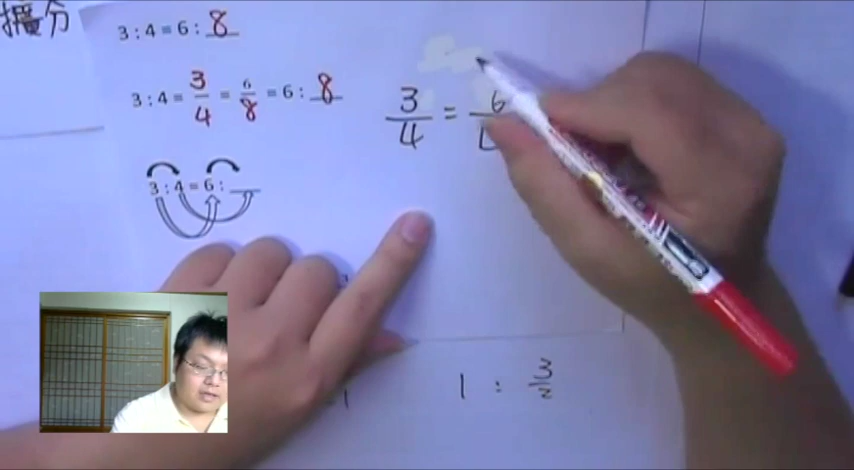 擴分
3 : 4 = 6 : 8
3 : 4 = 3/4 = 6/8 = 6 : 8
3/4 = 6
3 : 4 = 6 : __
1 : 3/2